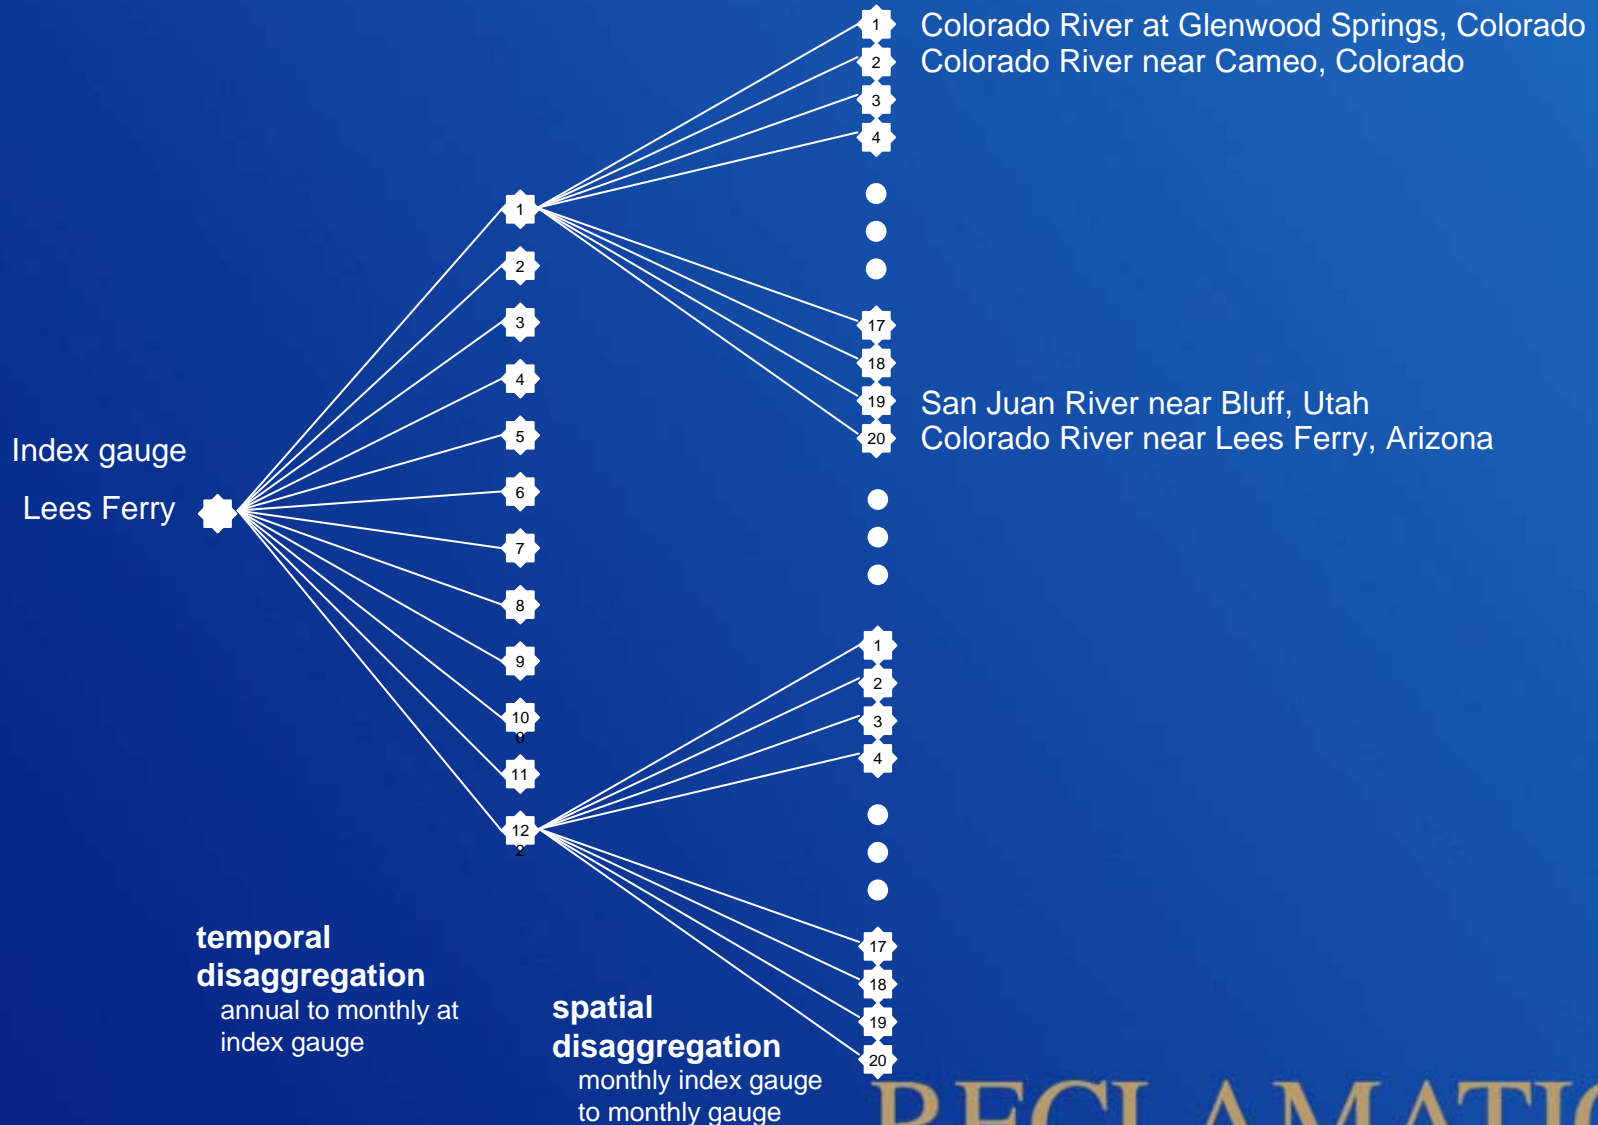 1 Colorado River at Glenwood Springs, Colorado
2 Colorado River near Cameo, Colorado
3
4
17
18
19 San Juan River near Bluff, Utah
20 Colorado River near Lees Ferry, Arizona
1
2
3
4
5
6
7
8
9
10
0
11
12
2
Index gauge
Lees Ferry
1
2
3
4
17
18
19
20
temporal
disaggregation
annual to monthly at
index gauge
spatial
disaggregation
monthly index gauge
to monthly gauge
RECLAMATIO